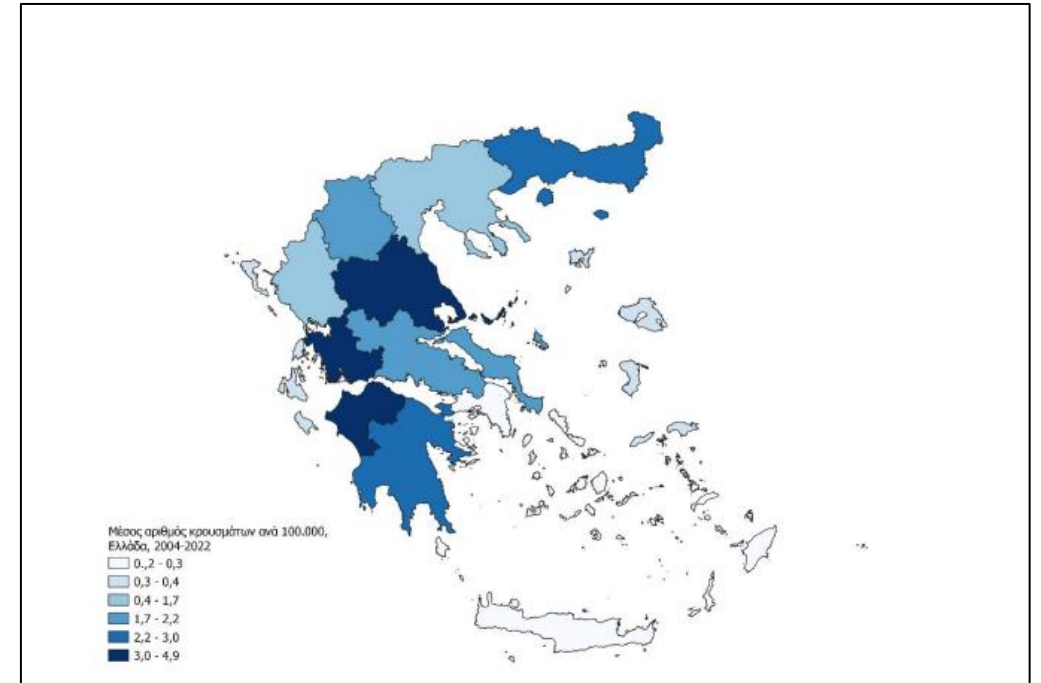 Μέσος αριθμός κρουσμάτων ανά 100.000,
Ελλάδα, 2004-2022
0.,2 - 0,3
0,3 - 0,4
0,4 - 1,7
1,7 - 2,2
2,2 - 3,0
3,0 - 4,9